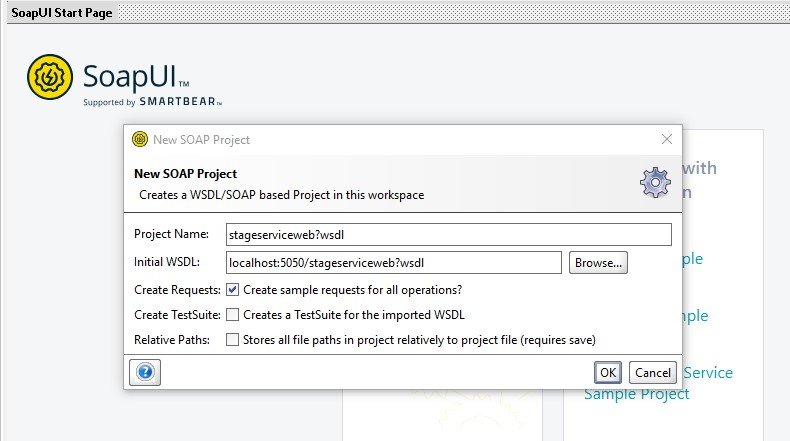 SoapUI Start Page
SoapUI™
Supported by SMARTBEAR™
New SOAP Project
New SOAP Project
Creates a WSDL/SOAP based Project in this workspace
Project Name: stageserviceweb?wsdl
Initial WSDL: localhost:5050/stageserviceweb?wsdl Browse...
Create Requests: Create sample requests for all operations?
Create TestSuite: Creates a TestSuite for the imported WSDL
Relative Paths: Stores all file paths in project relatively to project file (requires save)
? OK Cancel
with
n
ple
mple
Service
Sample Project